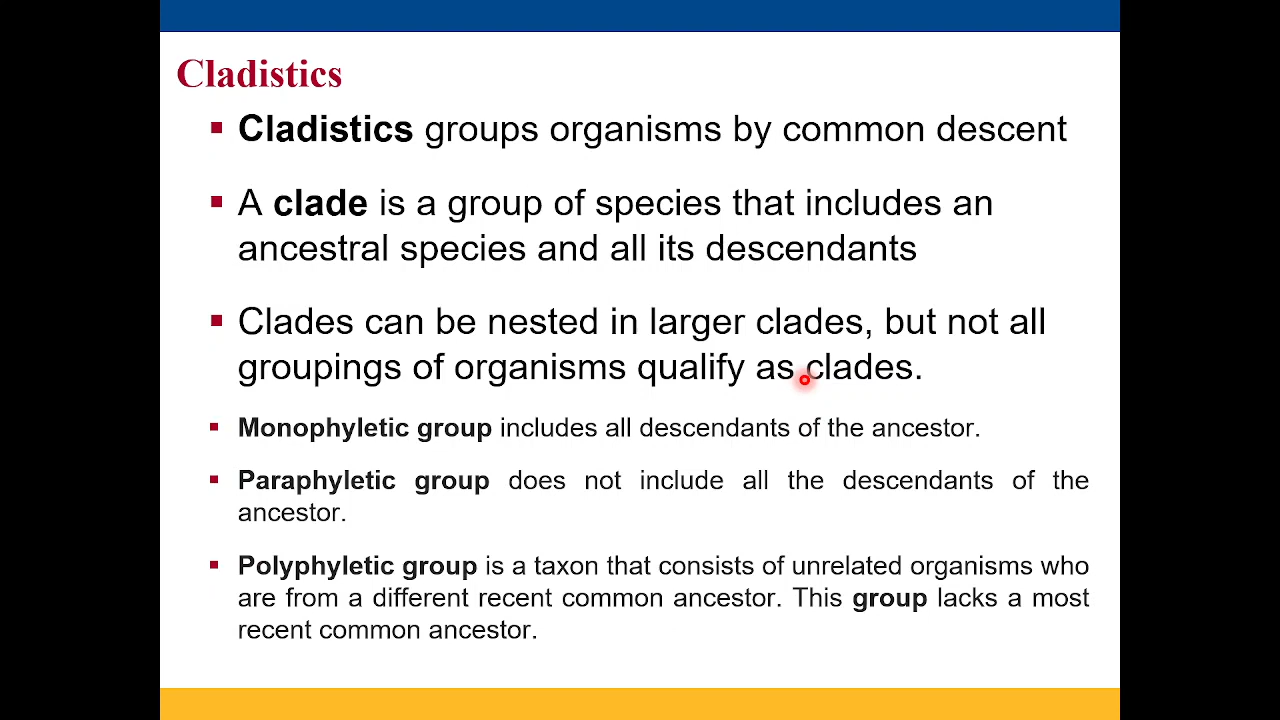 Cladistics
▪ Cladistics groups organisms by common descent
▪ A clade is a group of species that includes an
ancestral species and all its descendants
▪ Clades can be nested in larger clades, but not all
groupings of organisms qualify as clades.
▪ Monophyletic group includes all descendants of the ancestor.
▪ Paraphyletic group does not include all the descendants of the
ancestor.
▪ Polyphyletic group is a taxon that consists of unrelated organisms who
are from a different recent common ancestor. This group lacks a most
recent common ancestor.